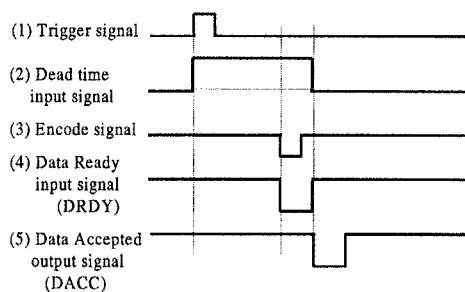 (1) Trigger signal
(2) Dead time
input signal
(3) Encode signal
(4) Data Ready
input signal
(DRDY)
(5) Data Accepted
output signal
(DACC)